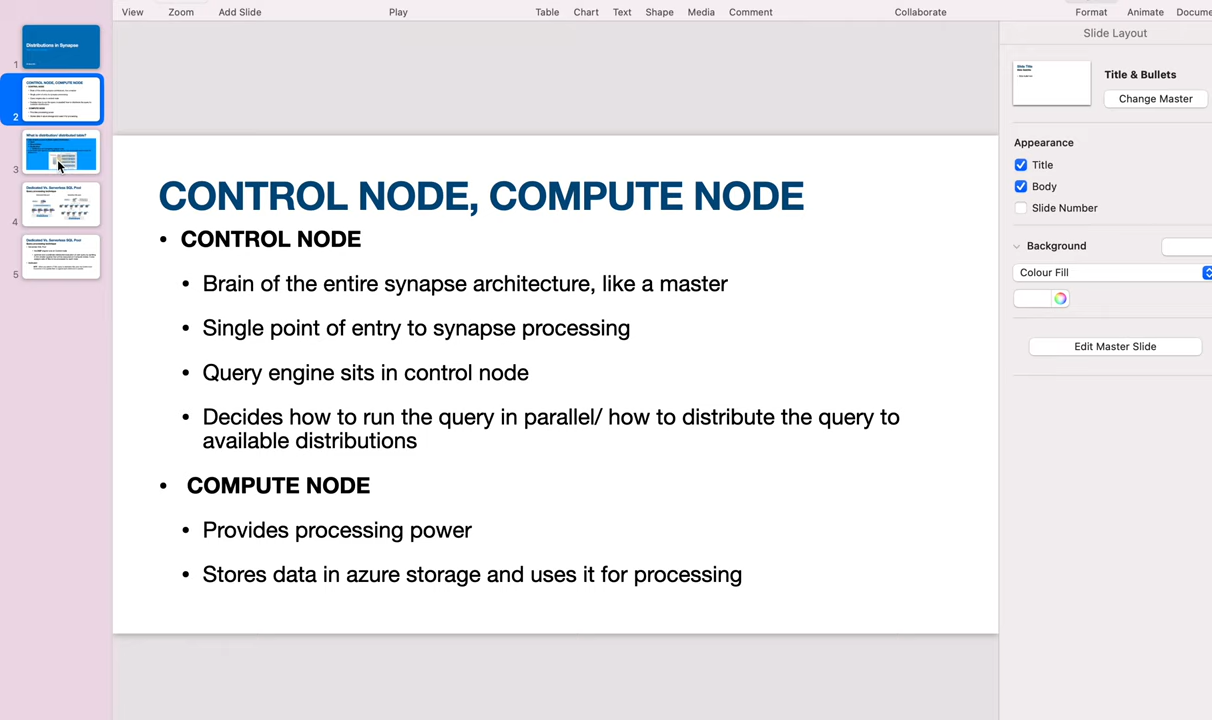 View
Zoom
Add Slide
Play
Table
Chart
Text
Shape
Media
Comment
Collaborate
Format
Animate
Docume
Distributions in Synapse
1
CONTROL NODE, COMPUTE NODE
2
What is distribution/ distributed table?
3
Dedicated Vs. Serverless SQL Pool
4
Dedicated Vs. Serverless SQL Pool
5
CONTROL NODE, COMPUTE NODE
• CONTROL NODE
• Brain of the entire synapse architecture, like a master
• Single point of entry to synapse processing
• Query engine sits in control node
• Decides how to run the query in parallel/ how to distribute the query to
available distributions
• COMPUTE NODE
• Provides processing power
• Stores data in azure storage and uses it for processing
Slide Layout
Slide Title
Title & Bullets
Change Master
Appearance
Title
Body
Slide Number
Background
Colour Fill
Edit Master Slide